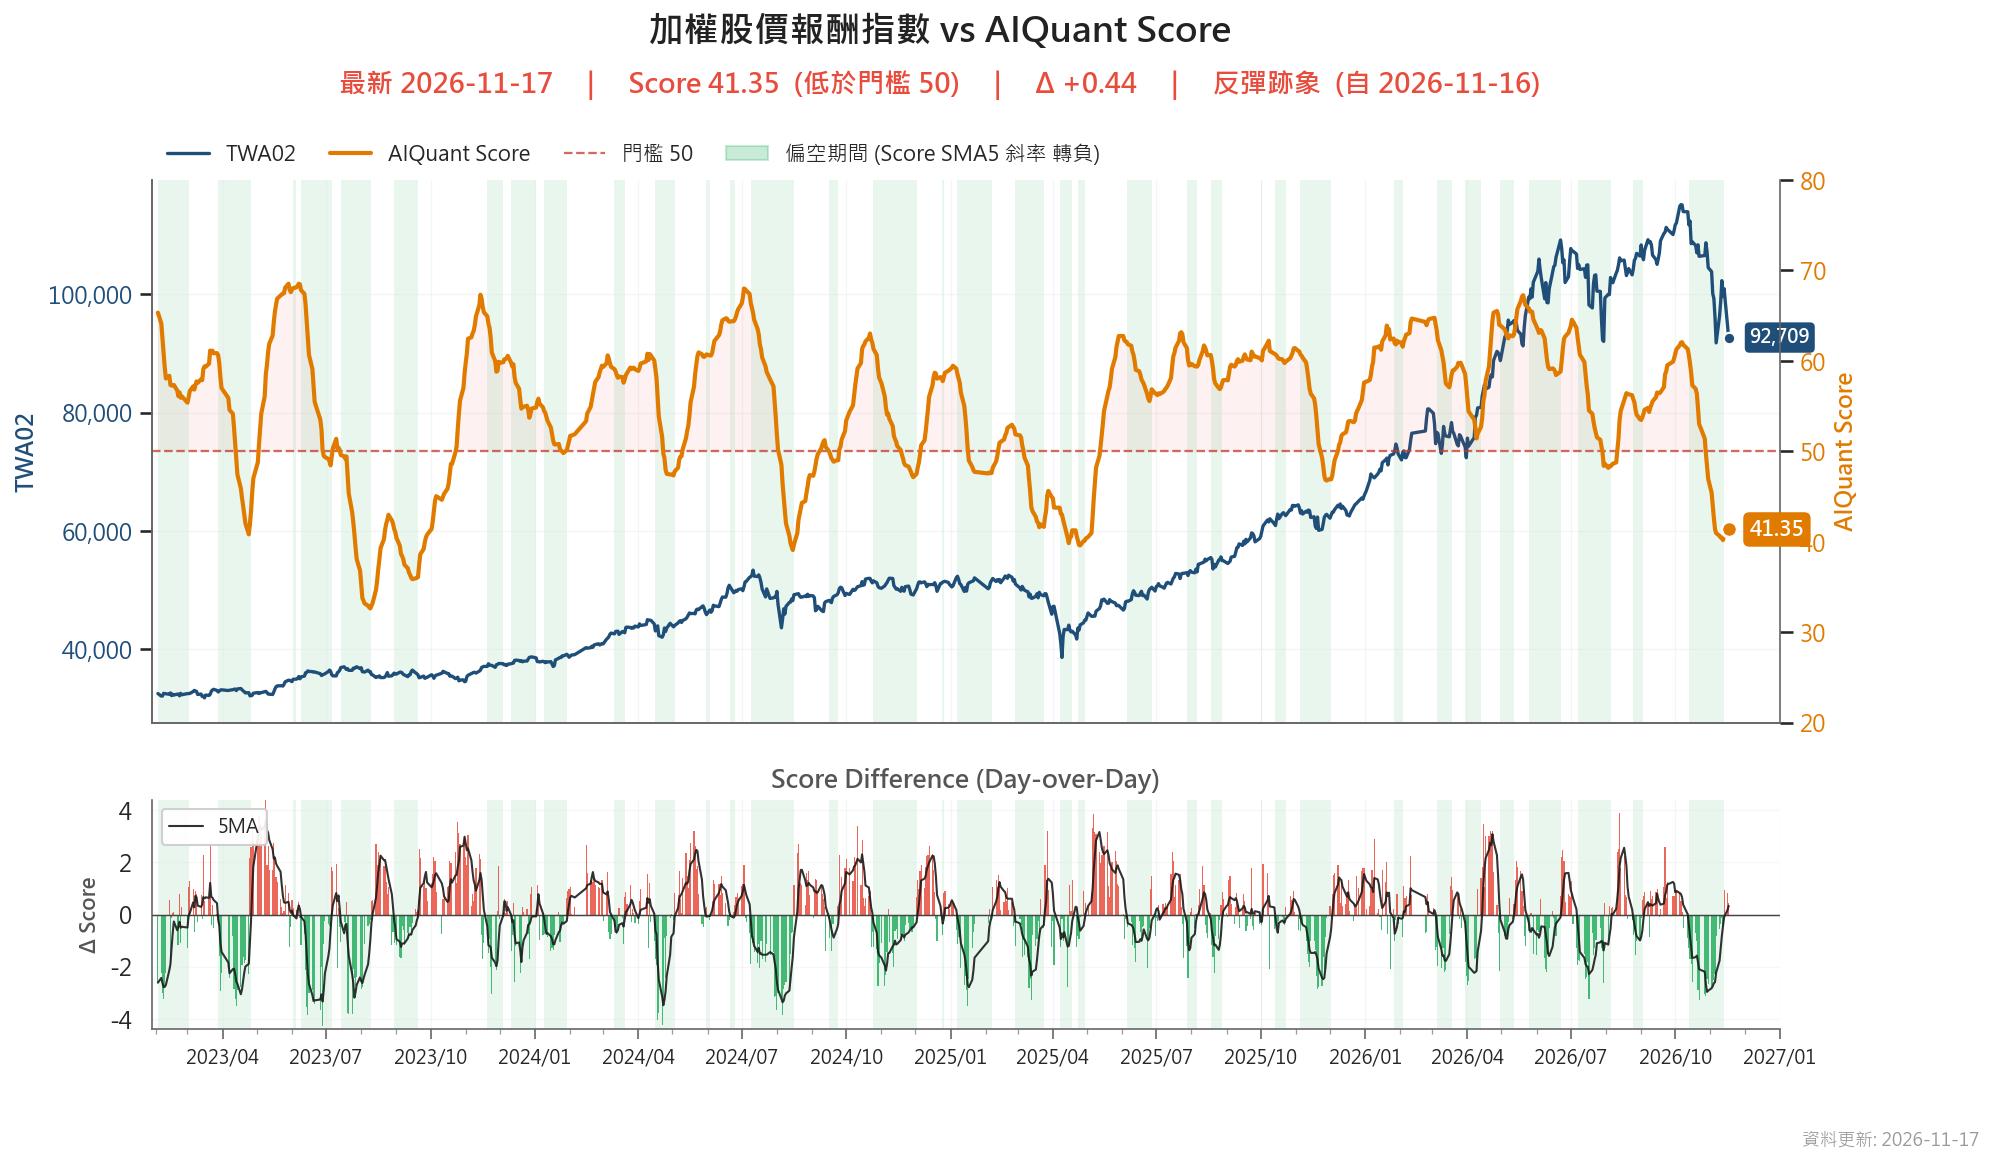 加權股價報酬指數 vs AIQuant Score
最新 2026-11-17 | Score 41.35 (低於門檻 50) | Δ +0.44 | 反彈跡象 (自 2026-11-16)
TWA02
AIQuant Score
門檻 50
偏空期間 (Score SMA5 斜率 轉負)
TWA02
100,000
80,000
60,000
40,000
80
70
60
50
40
30
20
AIQuant Score
92,709
41.35
Score Difference (Day-over-Day)
5MA
Δ Score
4
2
0
-2
-4
2023/04
2023/07
2023/10
2024/01
2024/04
2024/07
2024/10
2025/01
2025/04
2025/07
2025/10
2026/01
2026/04
2026/07
2026/10
2027/01
資料更新: 2026-11-17